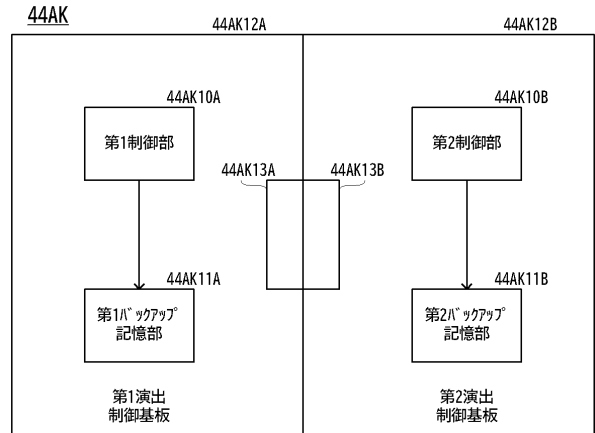 44AK
44AK12A
44AK12B
44AK10A
44AK10B
第1制御部
第2制御部
44AK13A
44AK13B
44AK11A
44AK11B
第1ﾊﾞｯｸｱｯﾌﾟ
記憶部
第2ﾊﾞｯｸｱｯﾌﾟ
記憶部
第1演出
制御基板
第2演出
制御基板